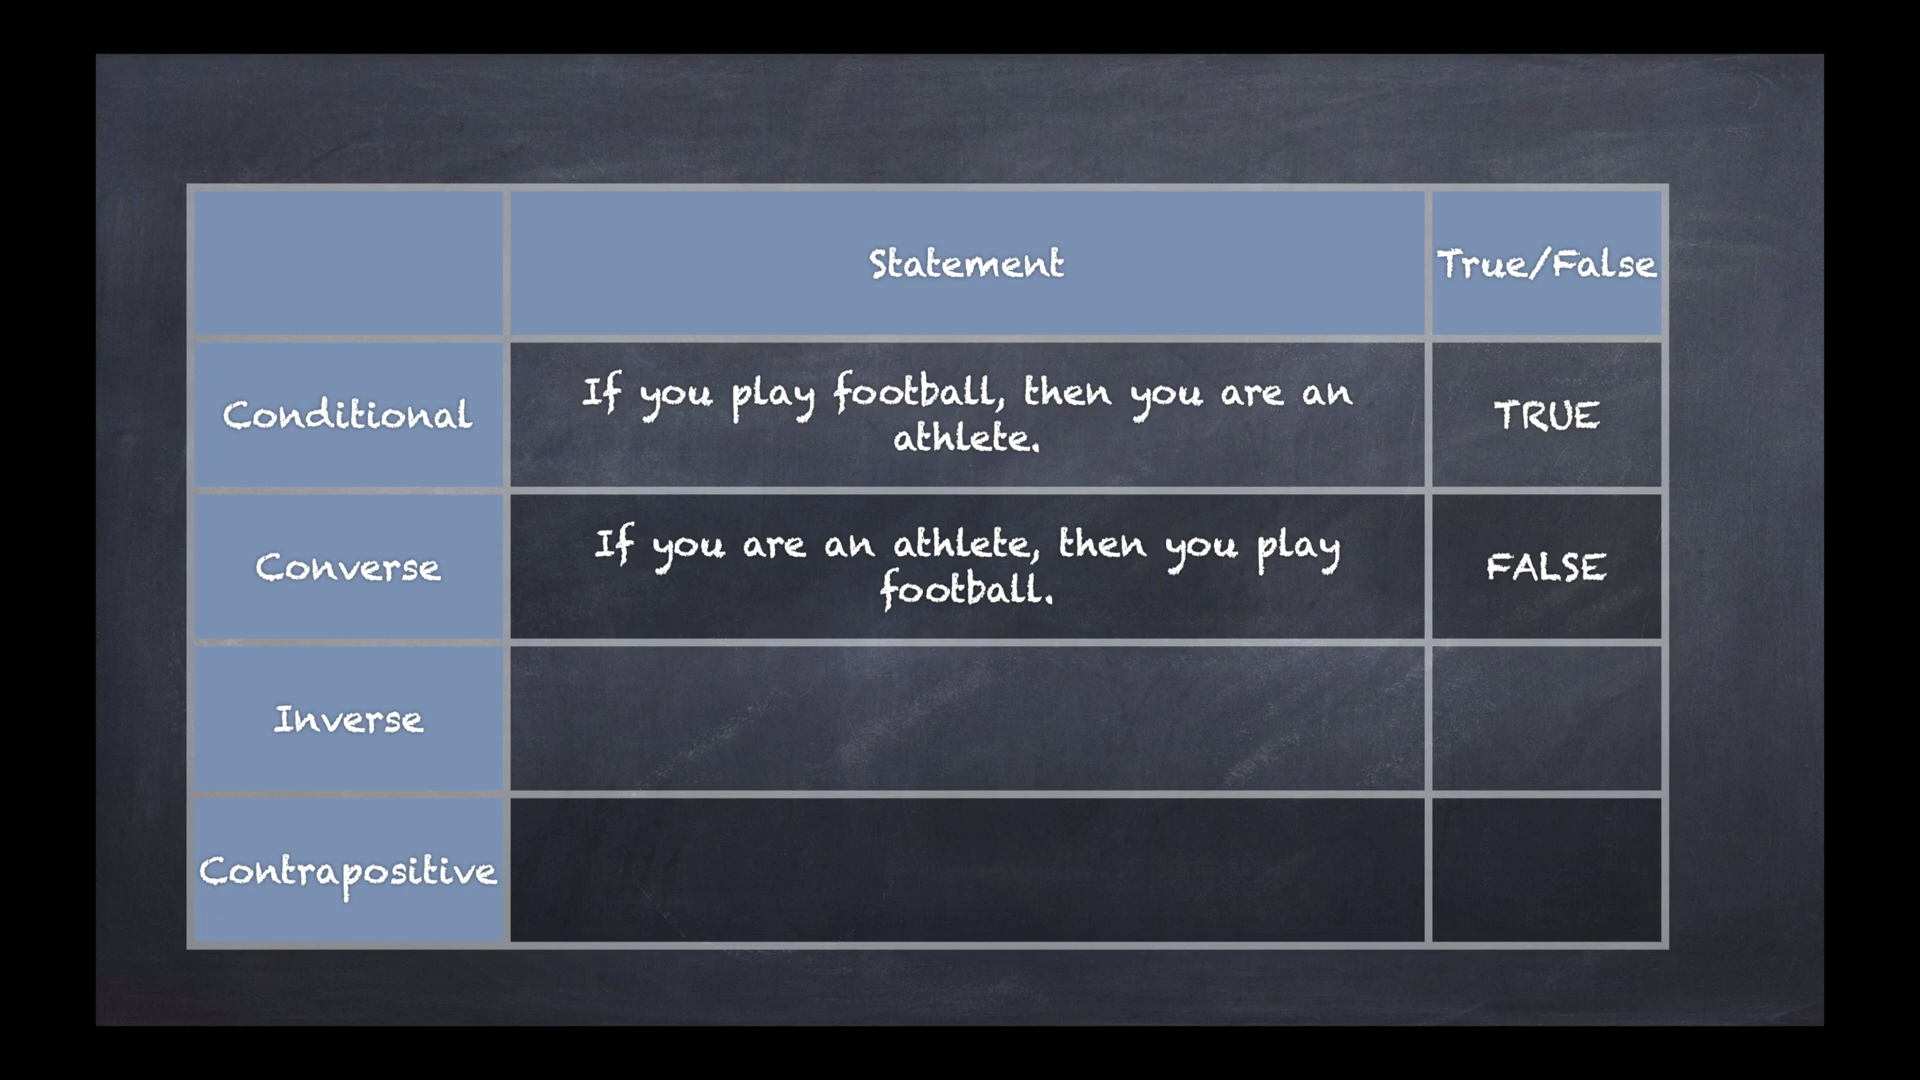 Statement
True/False
Conditional
If you play football, then you are an
athlete.
TRUE
Converse
If you are an athlete, then you play
football.
FALSE
Inverse
Contrapositive